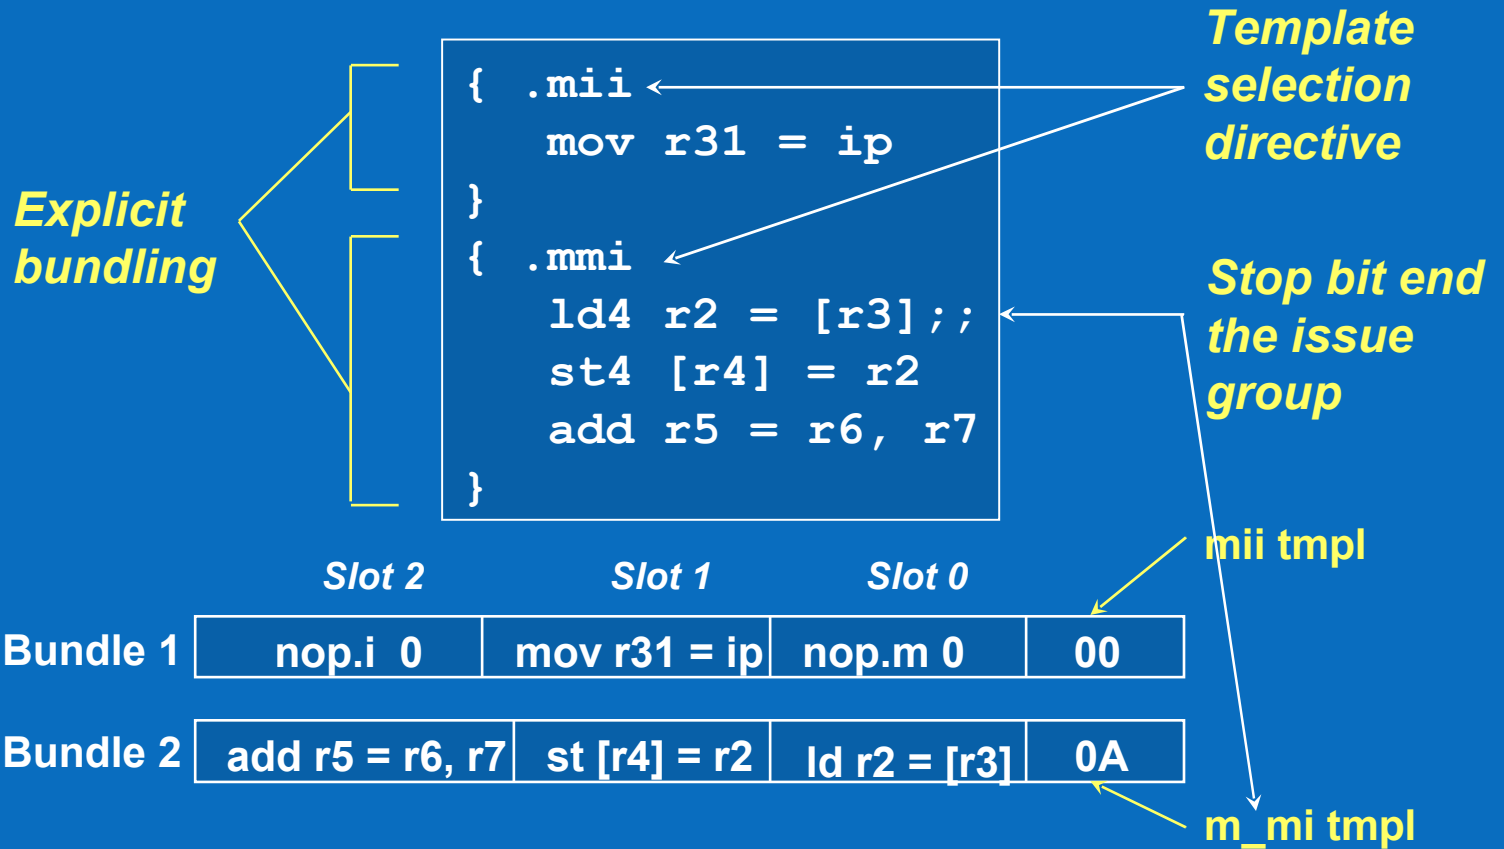 Template
selection
directive
{ .mii
mov r31 = ip
}
{ .mmi
ld4 r2 = [r3];;
st4 [r4] = r2
add r5 = r6, r7
}
Explicit
bundling
Stop bit end
the issue
group
mii tmpl
Slot 2 Slot 1 Slot 0
Bundle 1 nop.i 0 mov r31 = ip nop.m 0 00
Bundle 2 add r5 = r6, r7 st [r4] = r2 ld r2 = [r3] 0A
m_mi tmpl